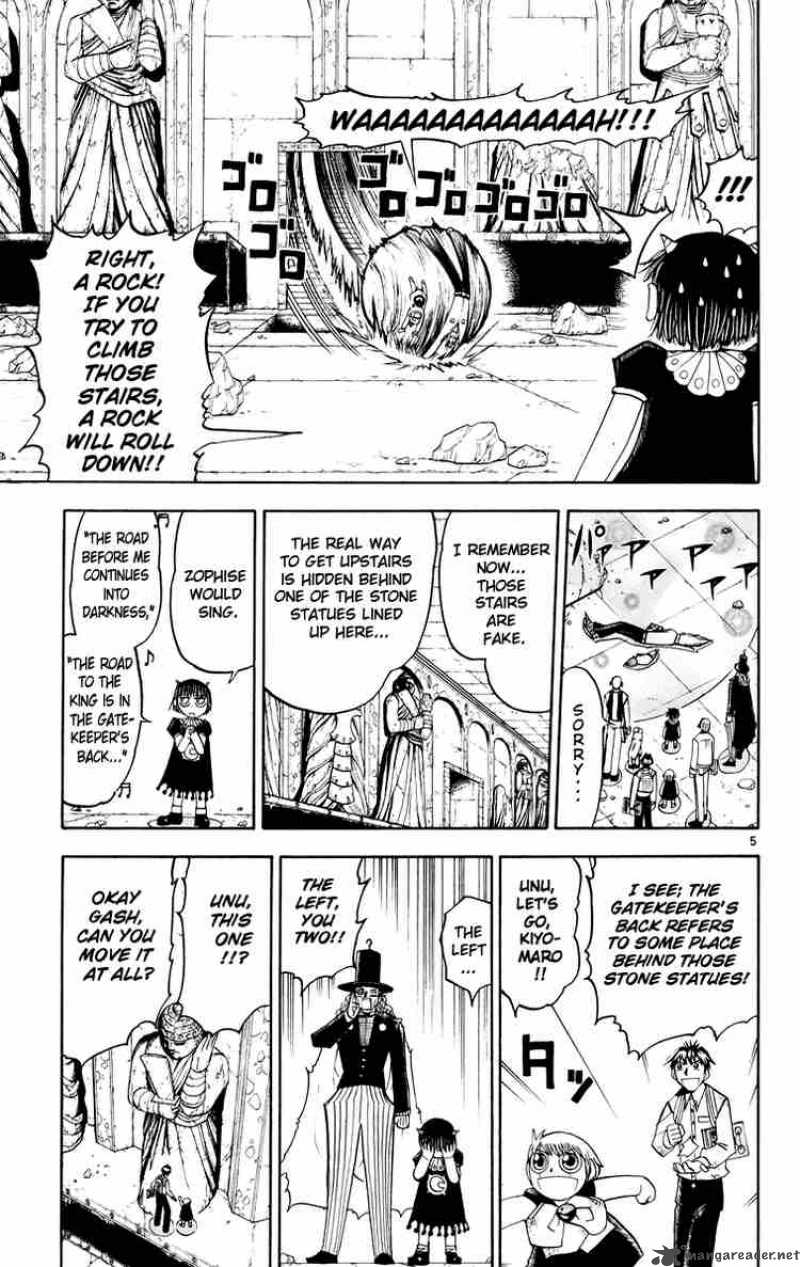 WAAAAAAAAAAAAAH!!!
!!!
ゴロ
ゴロ
ゴロ
ゴロ
ゴロ
ゴロ
RIGHT,
A ROCK!
IF YOU
TRY TO
CLIMB
THOSE
STAIRS,
A ROCK
WILL ROLL
DOWN!!
SORRY...
I REMEMBER
NOW...
THOSE
STAIRS
ARE
FAKE.
THE REAL WAY
TO GET UPSTAIRS
IS HIDDEN BEHIND
ONE OF THE STONE
STATUES LINED
UP HERE...
ZOPHISE
WOULD
SING.
"THE ROAD
BEFORE ME
CONTINUES
INTO
DARKNESS,"
"THE ROAD
TO THE
KING IS IN
THE GATE-
KEEPER'S
BACK..."
5
I SEE; THE
GATEKEEPER'S
BACK REFERS
TO SOME PLACE
BEHIND THOSE
STONE STATUES!
UNU,
LET'S
GO,
KIYO-
MARO
!!
タッ
THE
LEFT
...
THE
LEFT,
YOU
TWO!!
UNU,
THIS
ONE
!!?
OKAY
GASH,
CAN YOU
MOVE IT
AT ALL?
mangareader.net